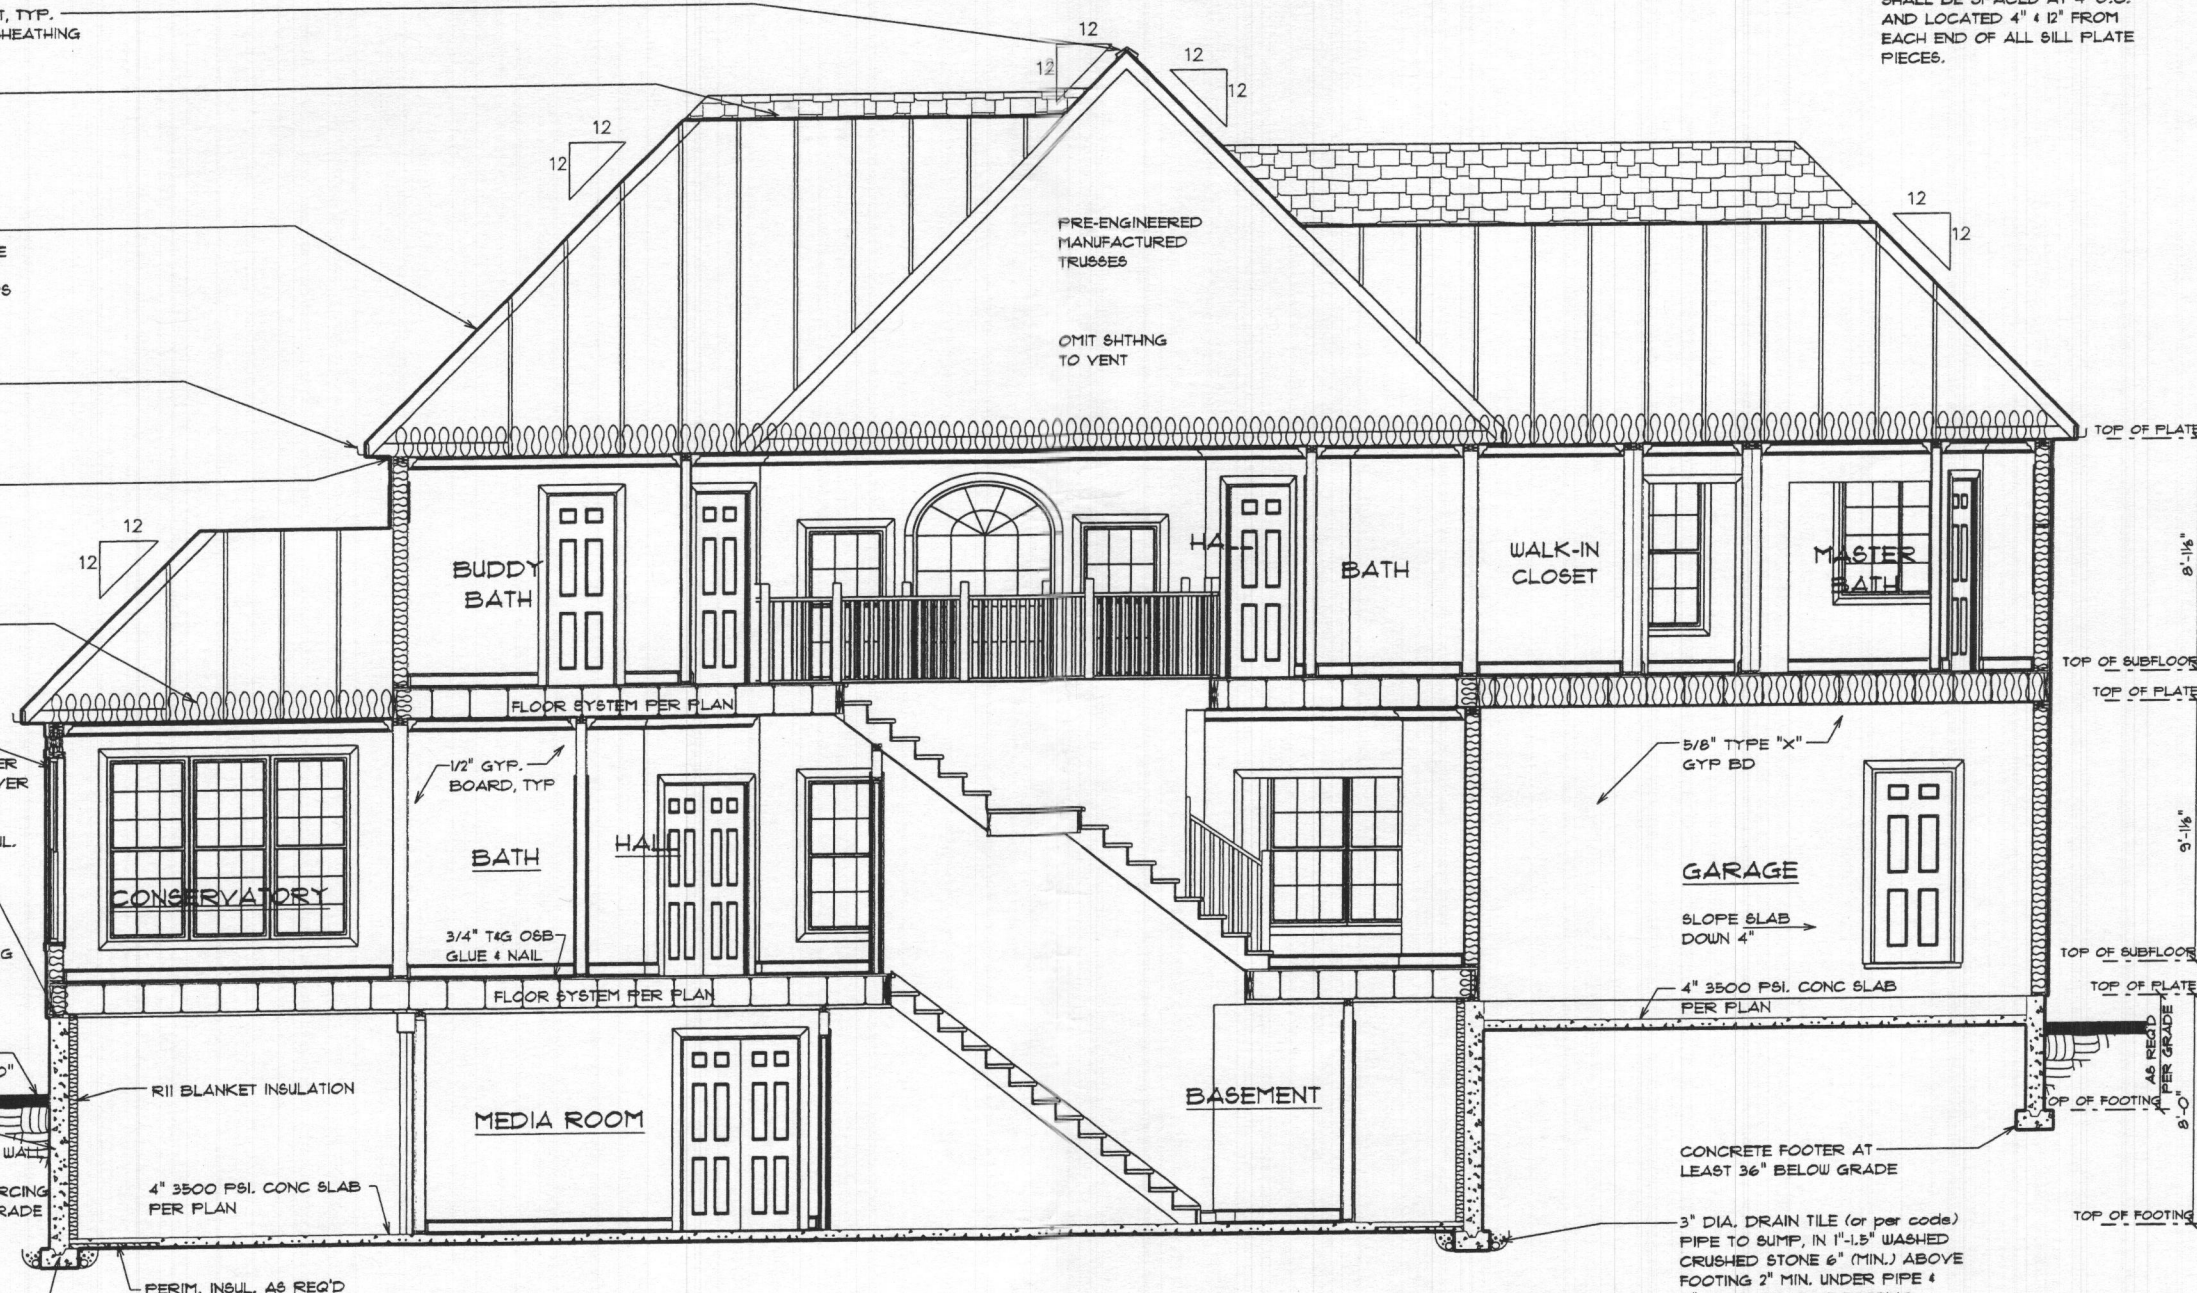 T, TYP.
SHEATHING
SHALL BE SPACED AT 4' O.C.
AND LOCATED 4" & 12" FROM
EACH END OF ALL SILL PLATE
PIECES.
12
12
12
12
12
12
12
12
PRE-ENGINEERED
MANUFACTURED
TRUSSES
OMIT SHTHNG
TO VENT
TOP OF PLATE
12
12
BUDDY
BATH
HALL
BATH
WALK-IN
CLOSET
MASTER
BATH
8'-1 1/8"
TOP OF SUBFLOOR
TOP OF PLATE
FLOOR SYSTEM PER PLAN
1/2" GYP.
BOARD, TYP
5/8" TYPE "X"
GYP BD
CONSERVATORY
BATH
HALL
GARAGE
9'-1 1/8"
SLOPE SLAB
DOWN 4"
3/4" T&G OSB
GLUE & NAIL
TOP OF SUBFLOOR
FLOOR SYSTEM PER PLAN
4" 3500 PSI. CONC SLAB
PER PLAN
TOP OF PLATE
AS REQ'D
PER GRADE
R11 BLANKET INSULATION
MEDIA ROOM
BASEMENT
OP OF FOOTING
8'-0"
WALL
RCING
RADE
4" 3500 PSI. CONC SLAB
PER PLAN
CONCRETE FOOTER AT
LEAST 36" BELOW GRADE
TOP OF FOOTING
3" DIA. DRAIN TILE (or per code)
PIPE TO SUMP, IN 1"-1.5" WASHED
CRUSHED STONE 6" (MIN.) ABOVE
FOOTING 2" MIN. UNDER PIPE &
PERIM. INSUL. AS REQ'D